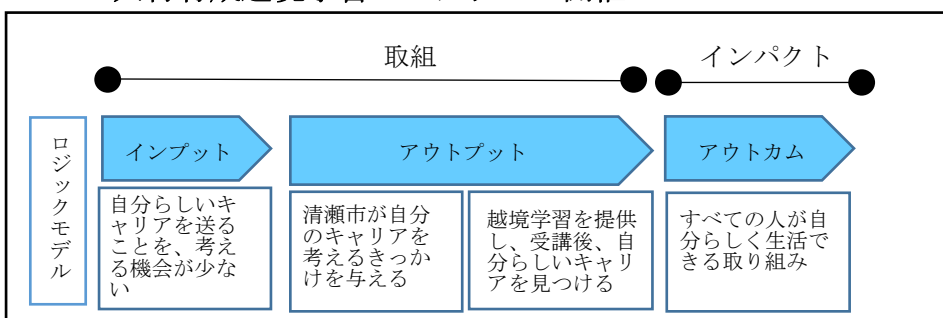 取組
インパクト
ロジックモデル
インプット
アウトプット
アウトカム
自分らしいキ
ャリアを送る
ことを、考え
る機会が少な
い
清瀬市が自分
のキャリアを
考えるきっか
けを与える
越境学習を提供
し、受講後、自
分らしいキャリ
アを見つける
すべての人が自
分らしく生活で
きる取り組み